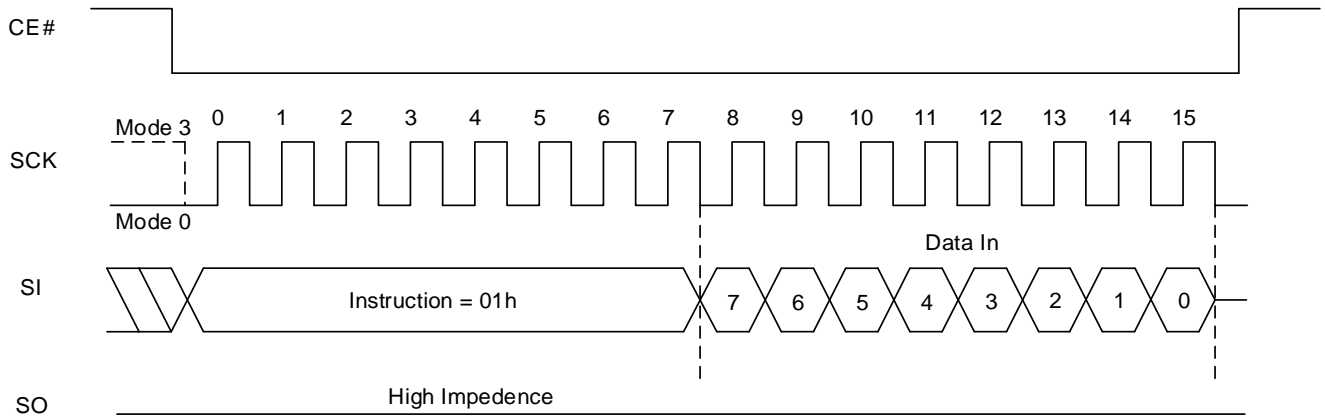 CE#
0 1 2 3 4 5 6 7 8 9 10 11 12 13 14 15
Mode 3
SCK
Mode 0
Data In
SI
Instruction = 01h
7 6 5 4 3 2 1 0
High Impedence
SO